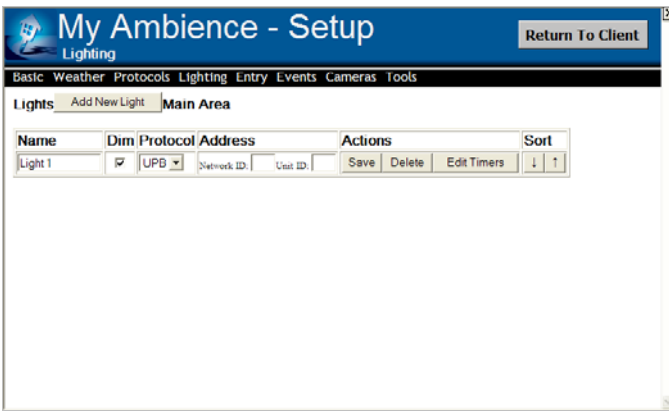 My Ambience - Setup
Lighting
Return To Client
Basic Weather Protocols Lighting Entry Events Cameras Tools
Lights Add New Light Main Area
Name Dim Protocol Address Actions Sort
Light 1 UPB Network ID: Unit ID: Save Delete Edit Timers ↓ ↑